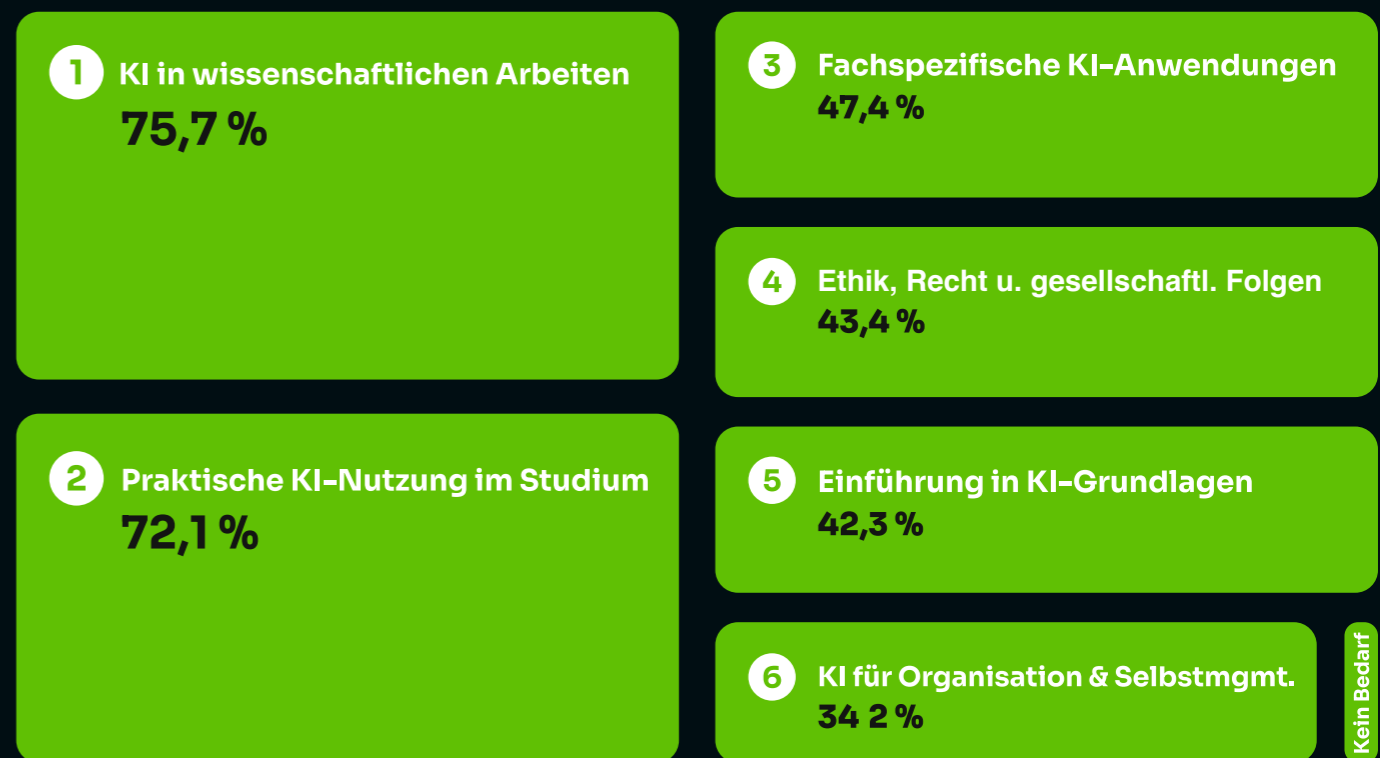 1 KI in wissenschaftlichen Arbeiten
75,7 %
2 Praktische KI-Nutzung im Studium
72,1 %
3 Fachspezifische KI-Anwendungen
47,4 %
4 Ethik, Recht u. gesellschaftl. Folgen
43,4 %
5 Einführung in KI-Grundlagen
42,3 %
6 KI für Organisation & Selbstmgmt.
34 2 %
Kein Bedarf